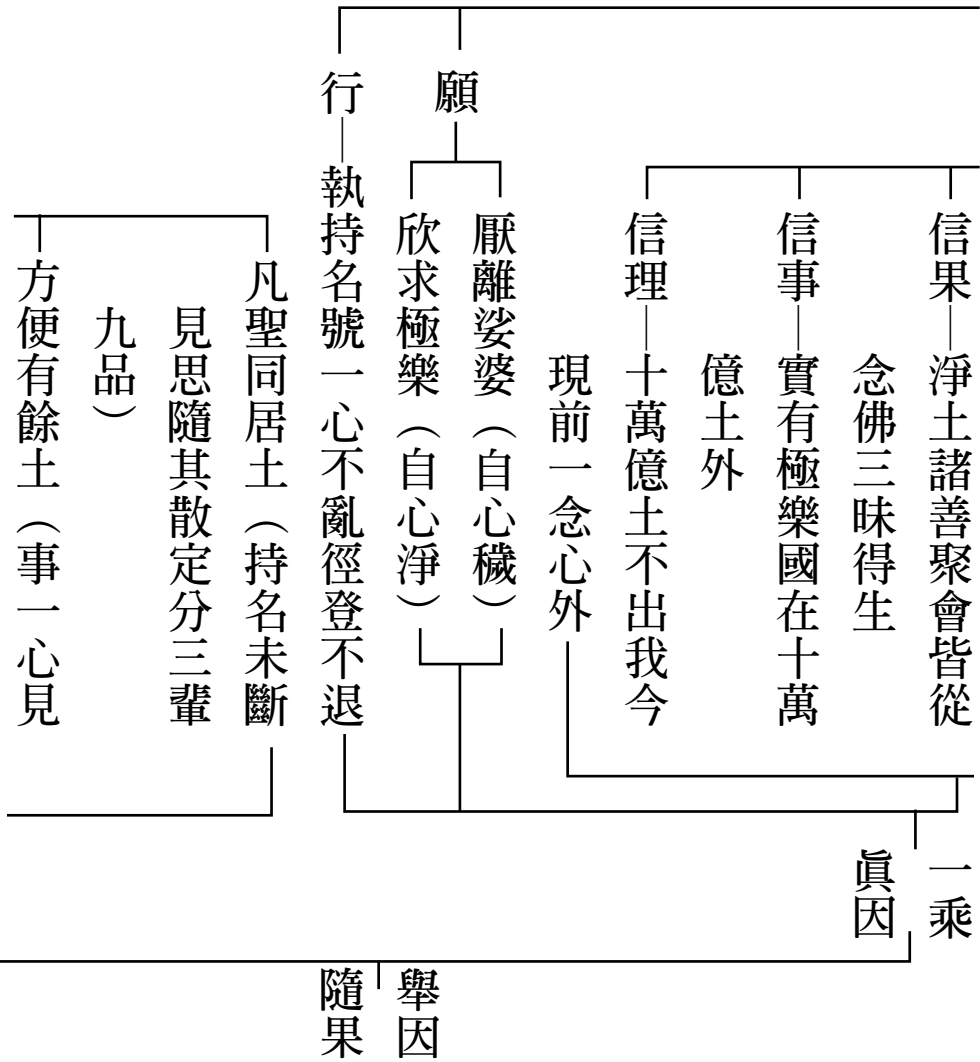 信果—淨土諸善聚會皆從
念佛三昧得生
信事—實有極樂國在十萬
億土外
信理—十萬億土不出我今
現前一念心外
願
厭離娑婆（自心穢）
欣求極樂（自心淨）
行—執持名號一心不亂徑登不退
一乘
眞因
凡聖同居土（持名未斷
見思隨其散定分三輩
九品）
方便有餘土（事一心見
舉因
隨果